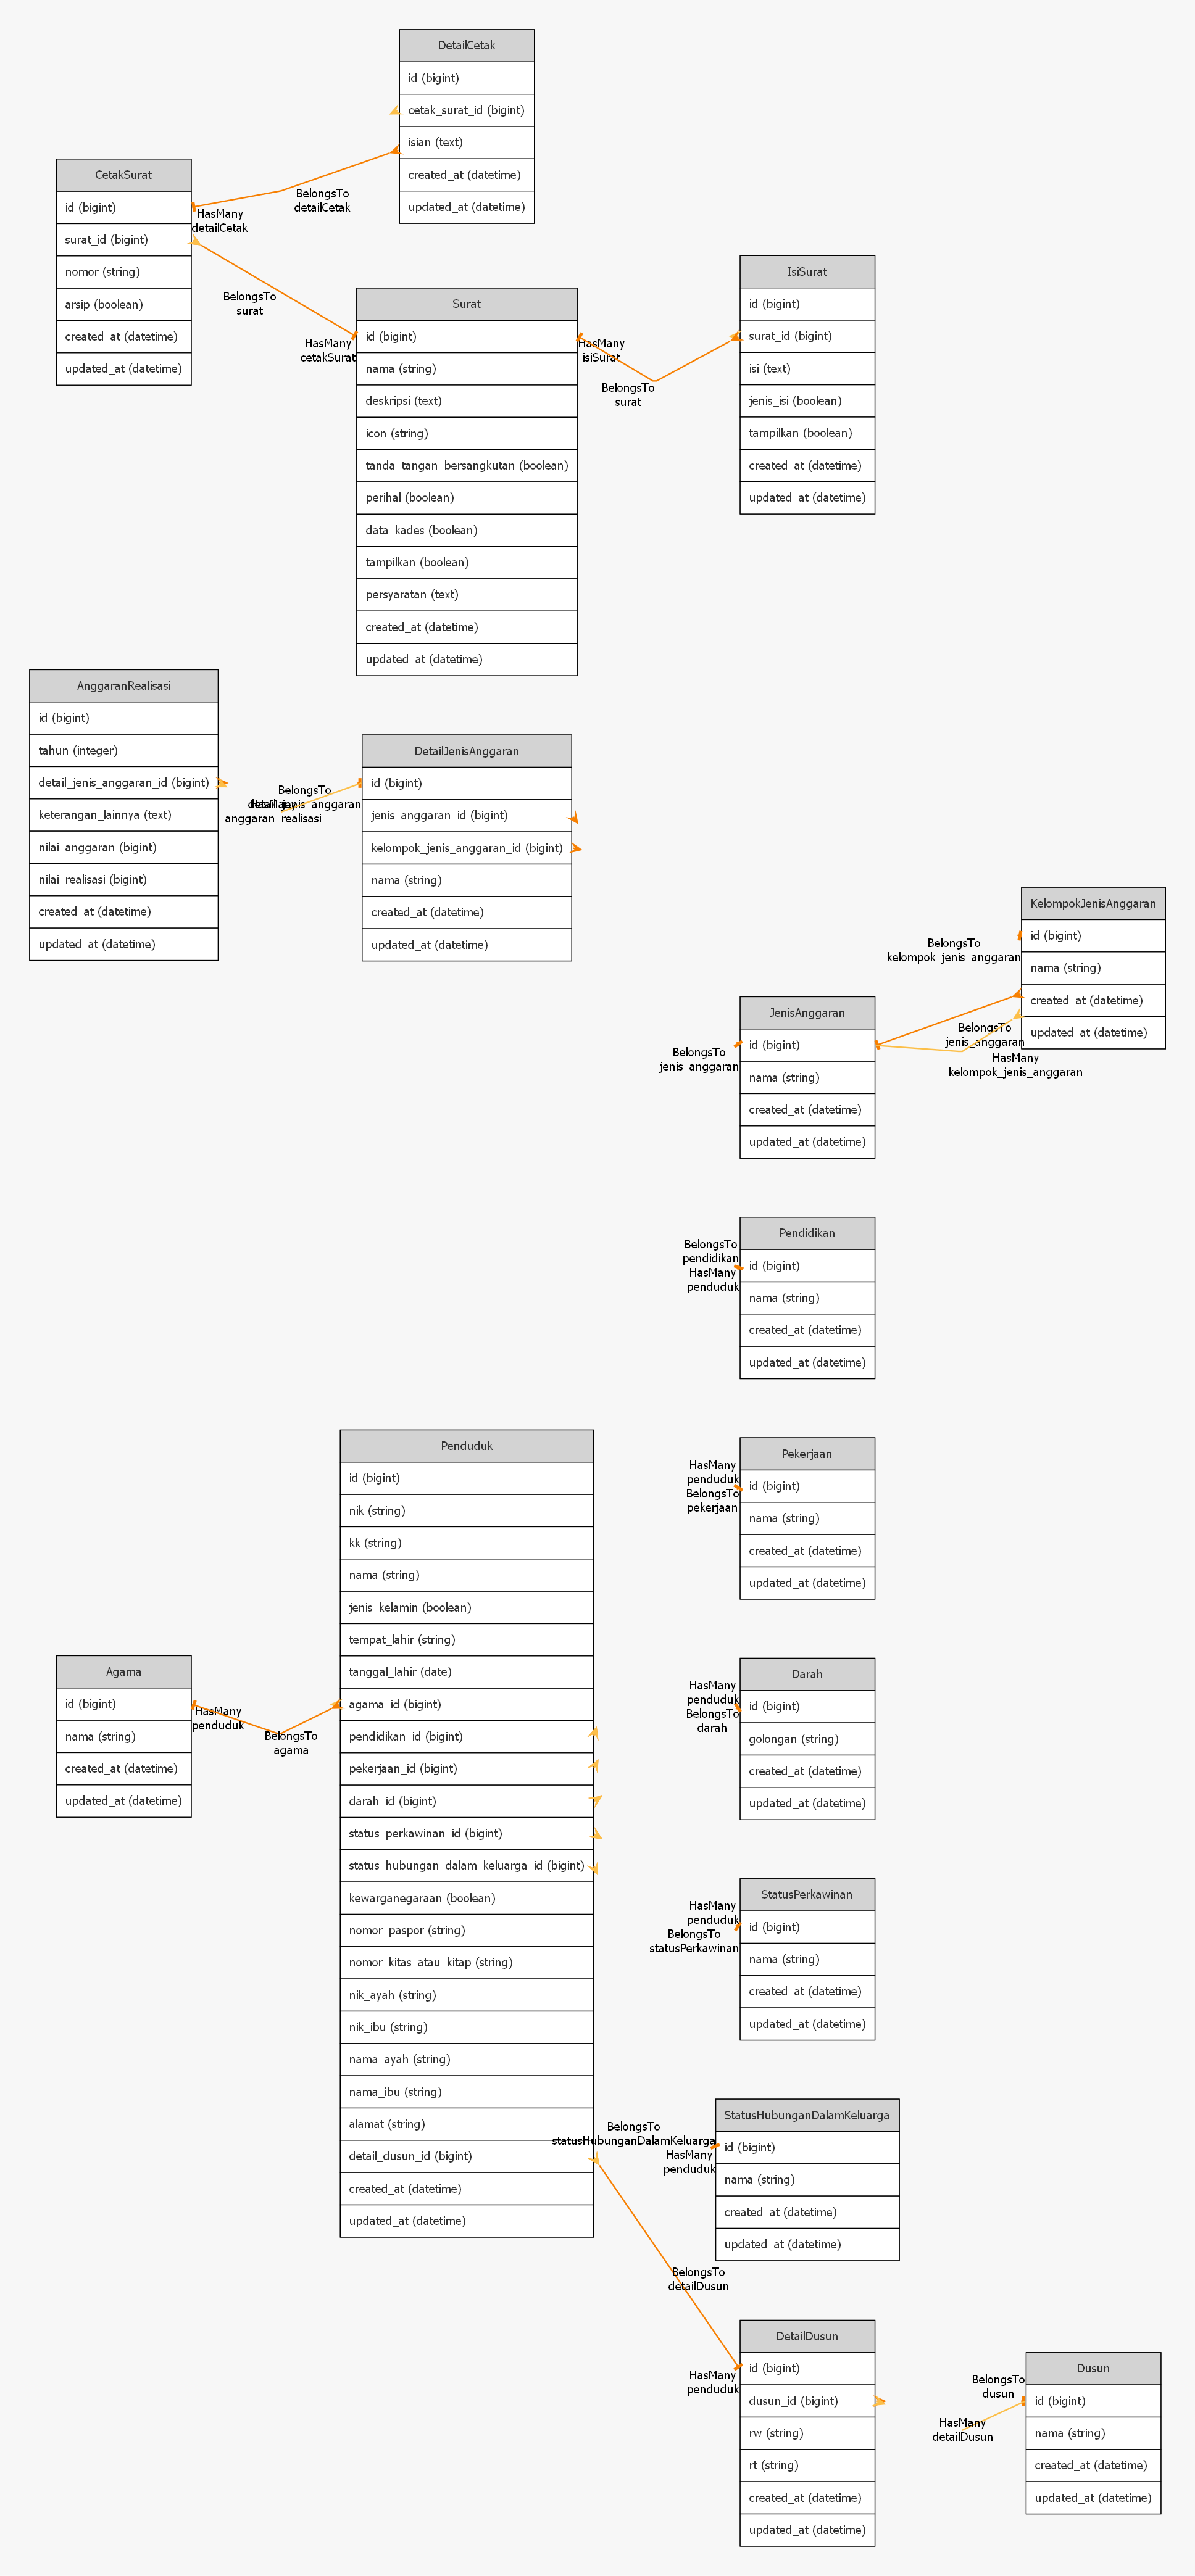 DetailCetak
id (bigint)
cetak_surat_id (bigint)
isian (text)
created_at (datetime)
updated_at (datetime)
CetakSurat
id (bigint)
surat_id (bigint)
nomor (string)
arsip (boolean)
created_at (datetime)
updated_at (datetime)
BelongsTo
detailCetak
HasMany
detailCetak
BelongsTo
surat
HasMany
cetakSurat
Surat
id (bigint)
nama (string)
deskripsi (text)
icon (string)
tanda_tangan_bersangkutan (boolean)
perihal (boolean)
data_kades (boolean)
tampilkan (boolean)
persyaratan (text)
created_at (datetime)
updated_at (datetime)
HasMany
isiSurat
BelongsTo
surat
IsiSurat
id (bigint)
surat_id (bigint)
isi (text)
jenis_isi (boolean)
tampilkan (boolean)
created_at (datetime)
updated_at (datetime)
AnggaranRealisasi
id (bigint)
tahun (integer)
detail_jenis_anggaran_id (bigint)
keterangan_lainnya (text)
nilai_anggaran (bigint)
nilai_realisasi (bigint)
created_at (datetime)
updated_at (datetime)
BelongsTo
detail_jenis_anggaran
HasMany
anggaran_realisasi
DetailJenisAnggaran
id (bigint)
jenis_anggaran_id (bigint)
kelompok_jenis_anggaran_id (bigint)
nama (string)
created_at (datetime)
updated_at (datetime)
KelompokJenisAnggaran
id (bigint)
nama (string)
created_at (datetime)
updated_at (datetime)
BelongsTo
kelompok_jenis_anggaran
JenisAnggaran
id (bigint)
nama (string)
created_at (datetime)
updated_at (datetime)
BelongsTo
jenis_anggaran
BelongsTo
jenis_anggaran
HasMany
kelompok_jenis_anggaran
Pendidikan
id (bigint)
nama (string)
created_at (datetime)
updated_at (datetime)
BelongsTo
pendidikan
HasMany
penduduk
Penduduk
id (bigint)
nik (string)
kk (string)
nama (string)
jenis_kelamin (boolean)
tempat_lahir (string)
tanggal_lahir (date)
agama_id (bigint)
pendidikan_id (bigint)
pekerjaan_id (bigint)
darah_id (bigint)
status_perkawinan_id (bigint)
status_hubungan_dalam_keluarga_id (bigint)
kewarganegaraan (boolean)
nomor_paspor (string)
nomor_kitas_atau_kitap (string)
nik_ayah (string)
nik_ibu (string)
nama_ayah (string)
nama_ibu (string)
alamat (string)
detail_dusun_id (bigint)
created_at (datetime)
updated_at (datetime)
Pekerjaan
id (bigint)
nama (string)
created_at (datetime)
updated_at (datetime)
HasMany
penduduk
BelongsTo
pekerjaan
Agama
id (bigint)
nama (string)
created_at (datetime)
updated_at (datetime)
HasMany
penduduk
BelongsTo
agama
Darah
id (bigint)
golongan (string)
created_at (datetime)
updated_at (datetime)
HasMany
penduduk
BelongsTo
darah
StatusPerkawinan
id (bigint)
nama (string)
created_at (datetime)
updated_at (datetime)
HasMany
penduduk
BelongsTo
statusPerkawinan
StatusHubunganDalamKeluarga
id (bigint)
nama (string)
created_at (datetime)
updated_at (datetime)
BelongsTo
statusHubunganDalamKeluarga
HasMany
penduduk
BelongsTo
detailDusun
HasMany
penduduk
DetailDusun
id (bigint)
dusun_id (bigint)
rw (string)
rt (string)
created_at (datetime)
updated_at (datetime)
BelongsTo
dusun
HasMany
detailDusun
Dusun
id (bigint)
nama (string)
created_at (datetime)
updated_at (datetime)